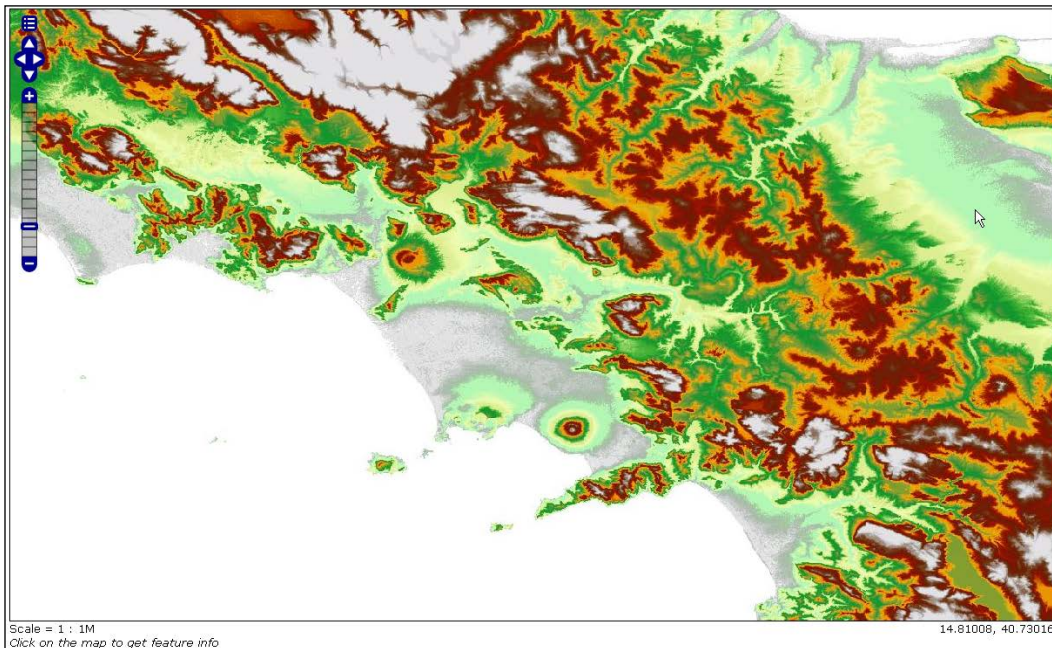 Scale = 1 : 1M
14.81008, 40.73016
Click on the map to get feature info